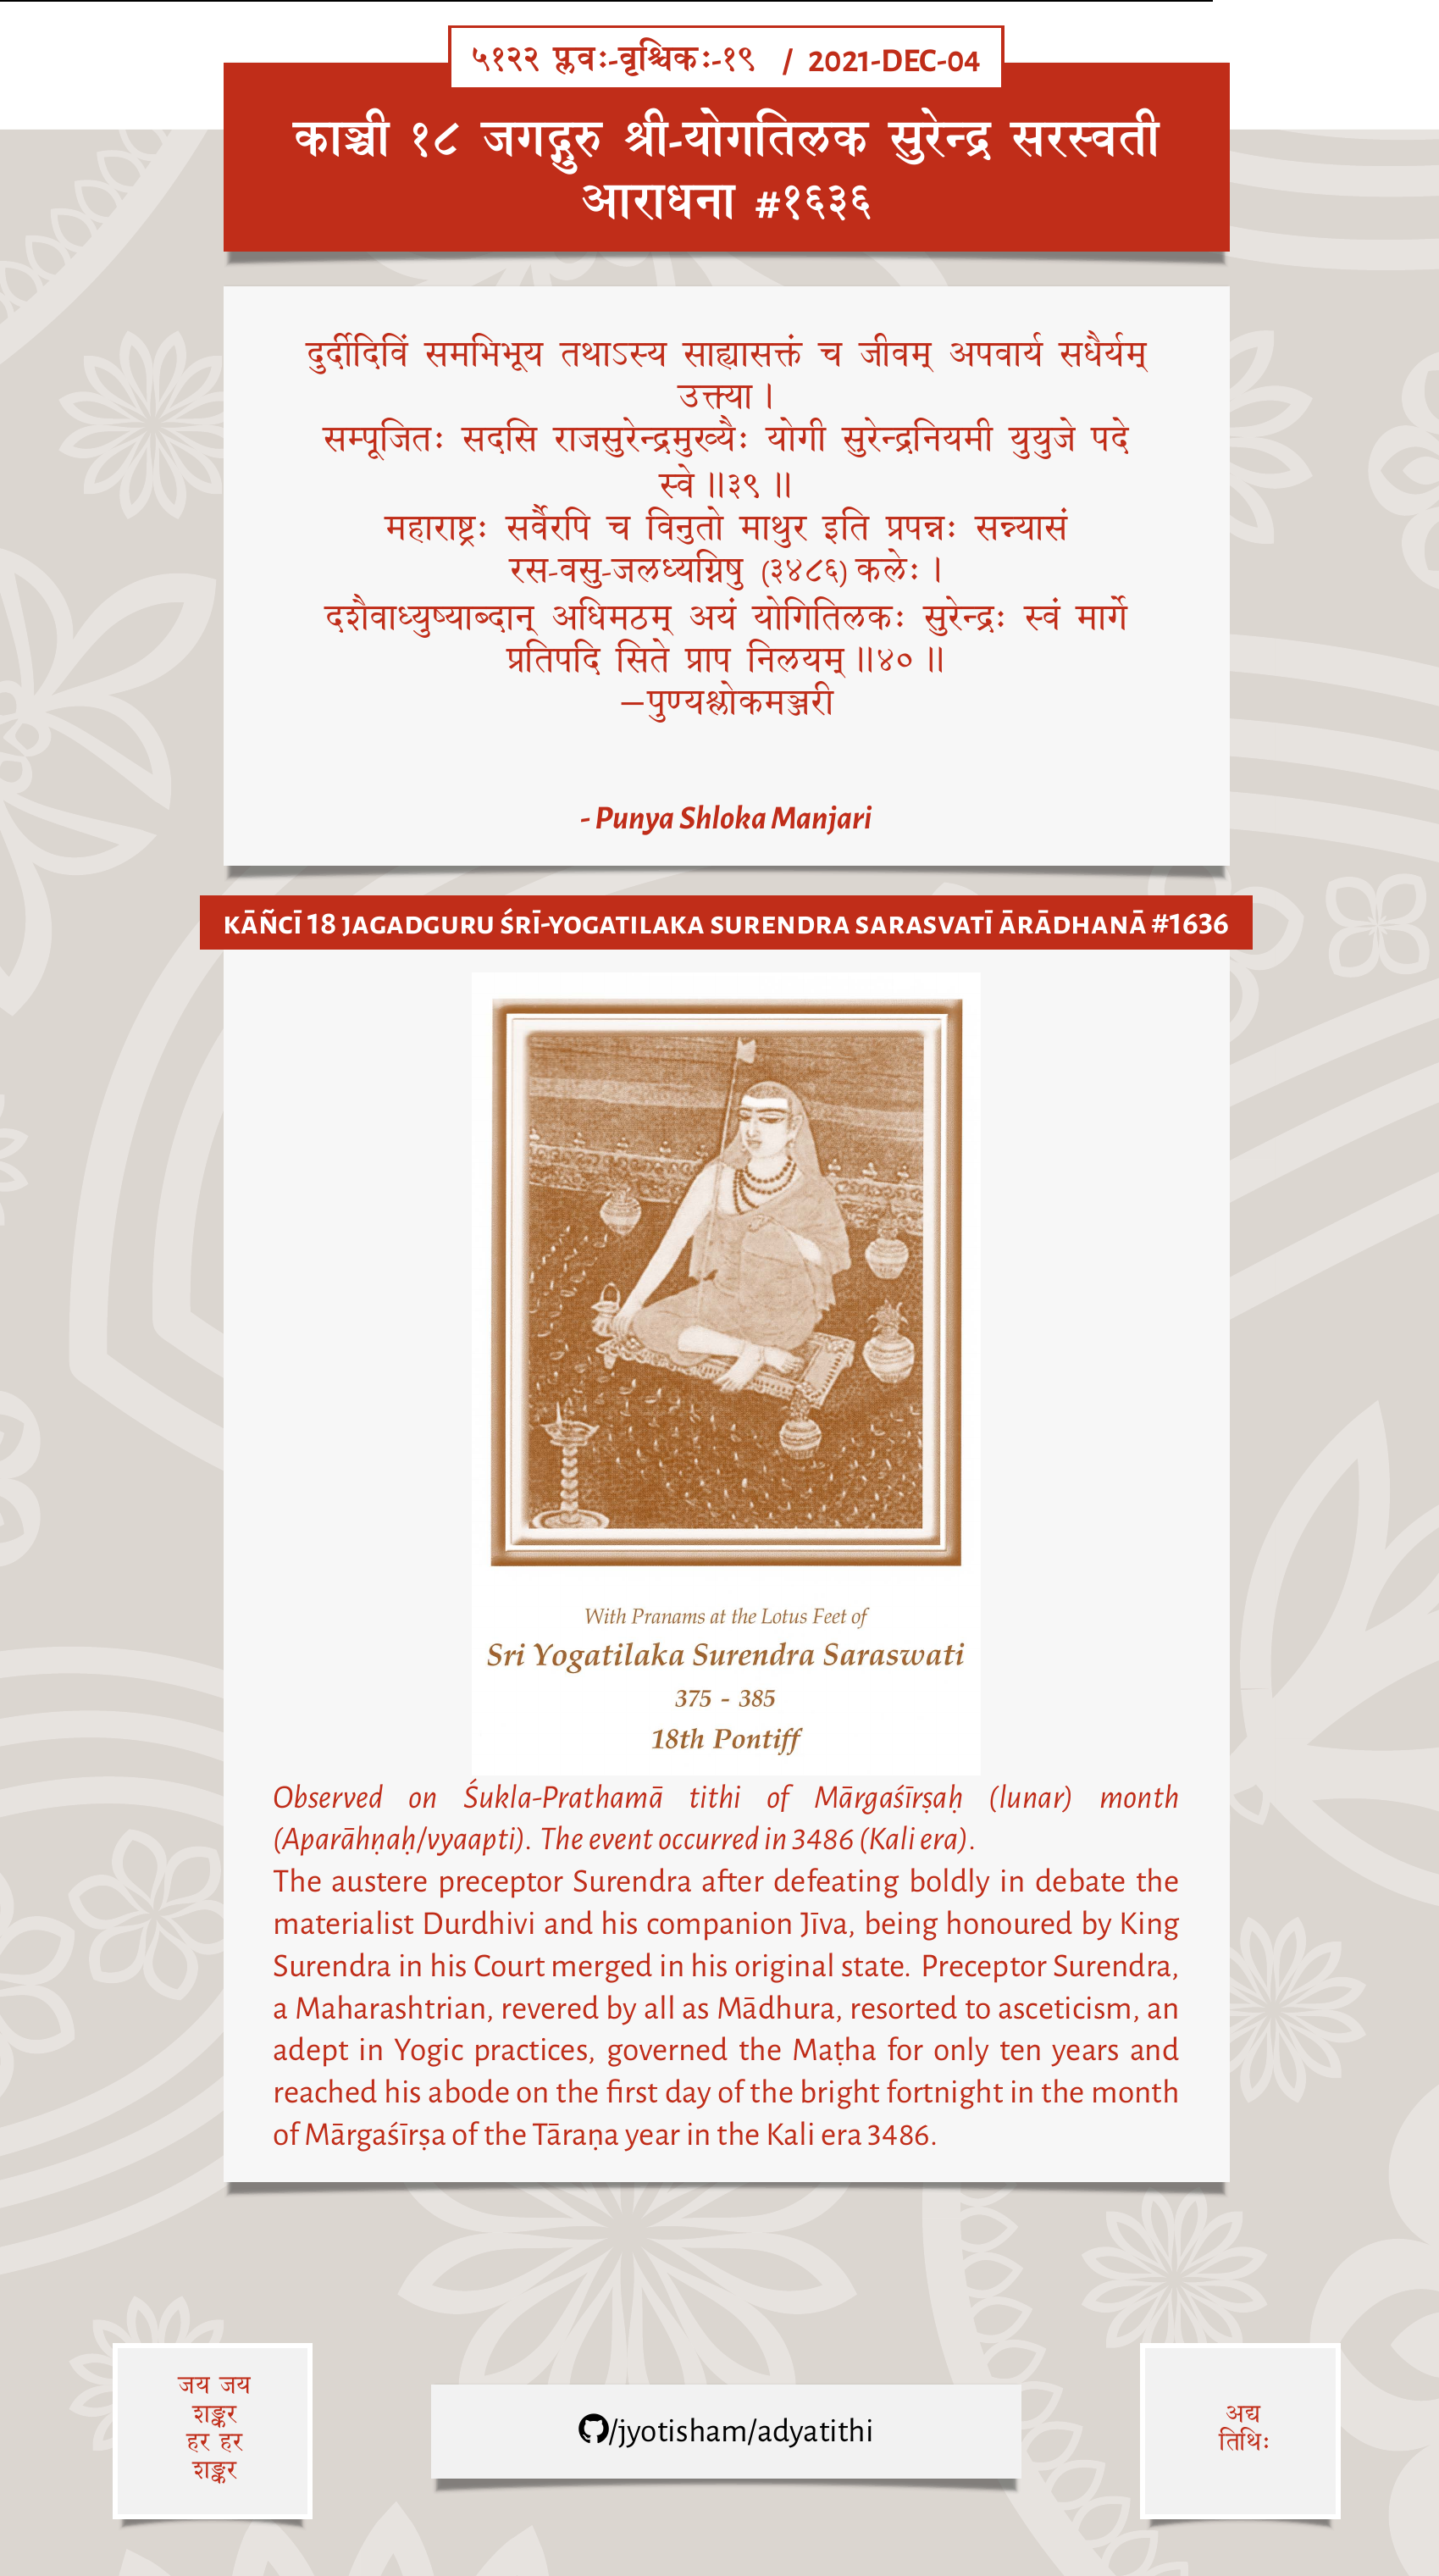 ५१२२ प्लवः-वृश्चिकः-१९ / 2021-DEC-04
काञ्ची १८ जगद्गुरु श्री-योगतिलक सुरेन्द्र सरस्वती
आराधना #१६३६
दुर्दीदिविं समभिभूय तथाऽस्य साह्यासक्तं च जीवम् अपवार्य सधैर्यम्
उक्त्या ।
सम्पूजितः सदसि राजसुरेन्द्रमुख्यैः योगी सुरेन्द्रनियमी युयुजे पदे
स्वे ॥३९ ॥
महाराष्ट्रः सर्वैरपि च विनुतो माथुर इति प्रपन्नः सन्न्यासं
रस-वसु-जलध्यग्निषु (३४८६) कलेः ।
दशैवाध्युष्याब्दान् अधिमठम् अयं योगितिलकः सुरेन्द्रः स्वं मार्गे
प्रतिपदि सिते प्राप निलयम् ॥४० ॥
—पुण्यश्लोकमञ्जरी
- Punya Shloka Manjari
KĀÑCĪ 18 JAGADGURU ŚRĪ-YOGATILAKA SURENDRA SARASVATĪ ĀRĀDHANĀ #1636
With Pranams at the Lotus Feet of
Sri Yogatilaka Surendra Saraswati
375 - 385
18th Pontiff
Observed on Śukla-Prathamā tithi of Mārgaśīrṣaḥ (lunar) month
(Aparāhṇaḥ/vyaapti). The event occurred in 3486 (Kali era).
The austere preceptor Surendra after defeating boldly in debate the
materialist Durdhivi and his companion Jīva, being honoured by King
Surendra in his Court merged in his original state. Preceptor Surendra,
a Maharashtrian, revered by all as Mādhura, resorted to asceticism, an
adept in Yogic practices, governed the Maṭha for only ten years and
reached his abode on the first day of the bright fortnight in the month
of Mārgaśīrṣa of the Tāraṇa year in the Kali era 3486.
जय जय
शङ्कर
हर हर
शङ्कर
/jyotisham/adyatithi
अद्य
तिथिः